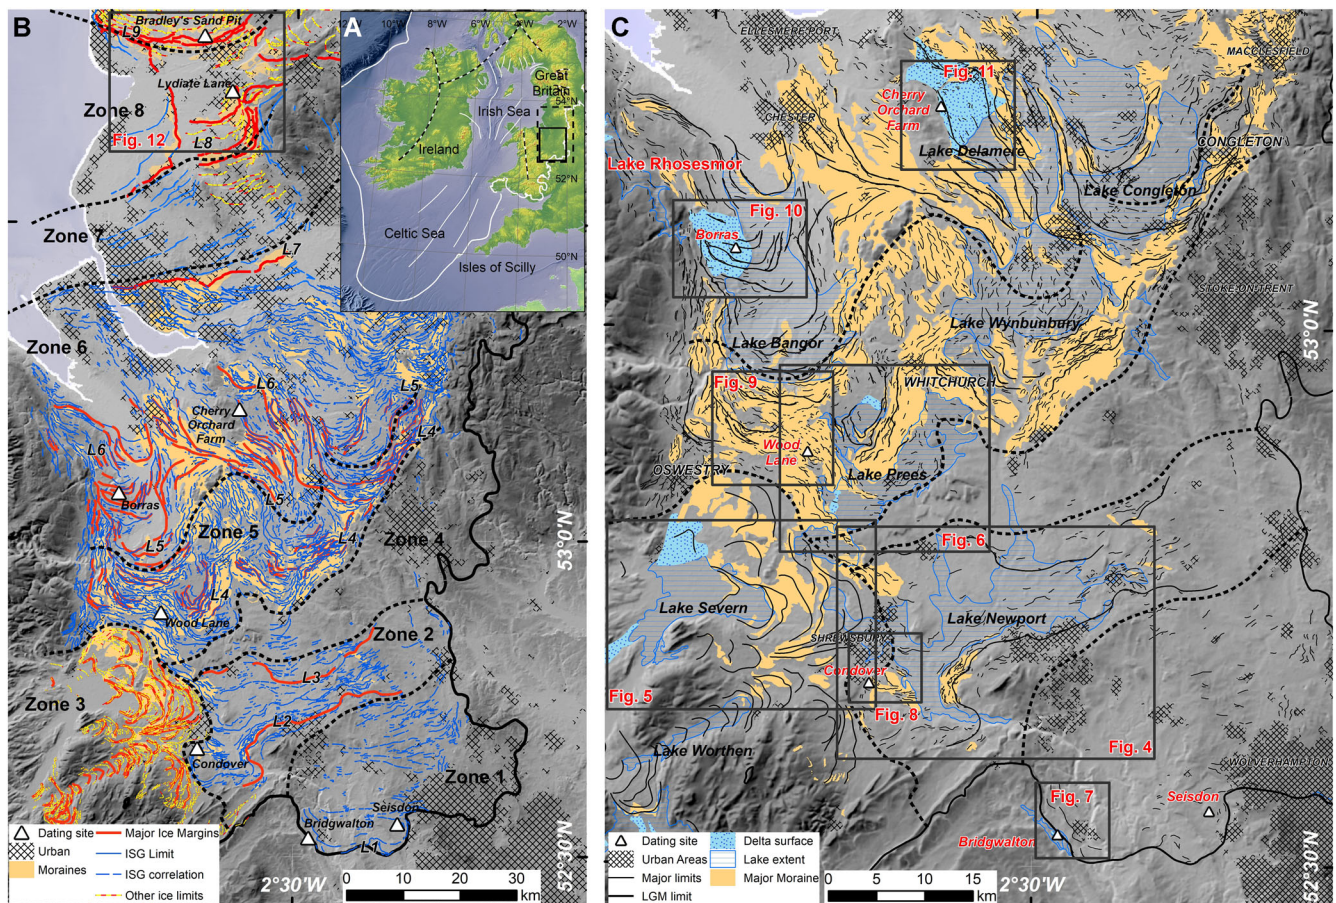 B
L9
Bradley's Sand Pit
Lydiate Lane
Zone 8
Fig. 12
L8
Zone 7
L7
Zone 6
L6
L5
Cherry
Orchard
Farm
L4
L6
Borras
L5
L5
Zone 5
L4
Zone 4
Wood Lane
L4
Zone 2
Zone 3
L3
L2
Condover
Zone 1
Bridgwalton
Seisdon
L1
53°0'N
52°30'N
2°30'W
Dating site
Urban
Moraines
Major Ice Margins
ISG Limit
ISG correlation
Other ice limits
0 10 20 30
km
A
12°W
10°W
8°W
6°W
4°W
2°W
Great
Britain
54°N
Irish Sea
Ireland
52°N
Celtic Sea
50°N
Isles of Scilly
C
ELLESMERE PORT
MACCLESFIELD
Fig. 11
Cherry
Orchard
Farm
CHESTER
Lake Delamere
CONGLETON
Lake Rhosesmor
Lake Congleton
Fig. 10
Borras
STOKE-ON-TRENT
Lake Wynbunbury
Lake Bangor
53°0'N
Fig. 9
WHITCHURCH
Wood
Lane
OSWESTRY
Lake Prees
Fig. 6
Lake Severn
Lake Newport
SHREWSBURY
Condover
Fig. 5
Fig. 8
Fig. 4
Lake Worthen
WOLVERHAMPTON
Fig. 7
Seisdon
Bridgwalton
52°30'N
2°30'W
Dating site
Urban Areas
Major limits
LGM limit
Delta surface
Lake extent
Major Moraine
0 5 10 15
km